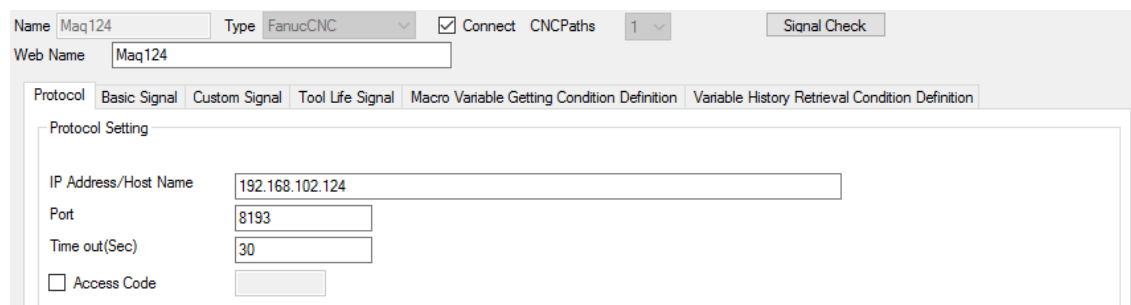 Name Maq124 Type FanucCNC Connect CNCPaths 1 Signal Check
Web Name Maq124
Protocol Basic Signal Custom Signal Tool Life Signal Macro Variable Getting Condition Definition Variable History Retrieval Condition Definition
Protocol Setting
IP Address/Host Name 192.168.102.124
Port 8193
Time out(Sec) 30
Access Code